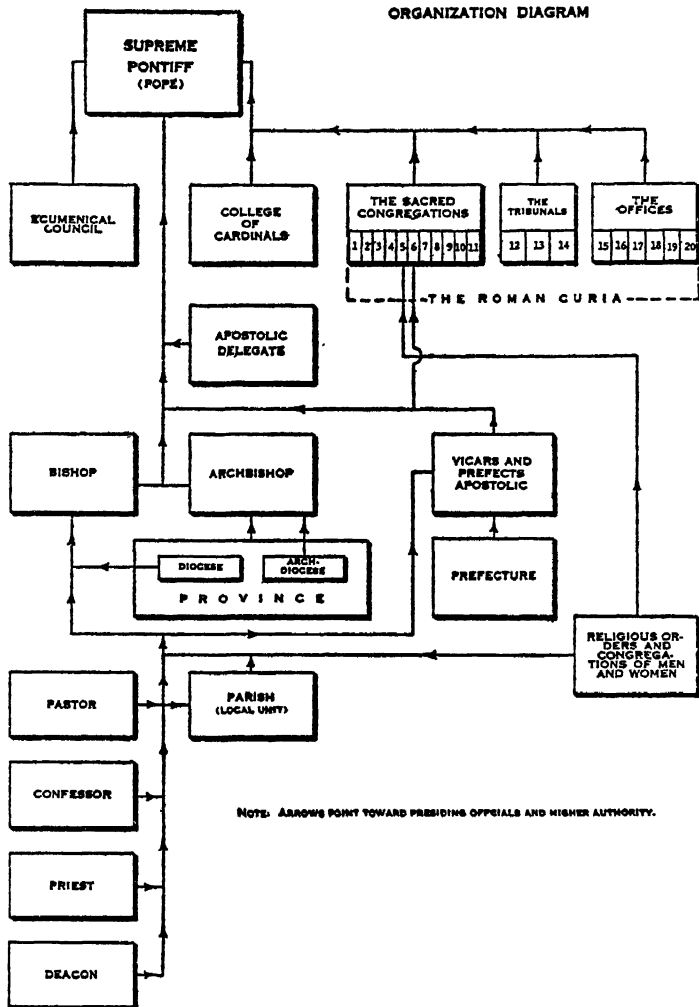 ORGANIZATION DIAGRAM
SUPREME
PONTIFF
(POPE)
ECUMENICAL
COUNCIL
COLLEGE
OF
CARDINALS
THE SACRED
CONGREGATIONS
1 2 3 4 5 6 7 8 9 10 11
THE
TRIBUNALS
12 13 14
THE
OFFICES
15 16 17 18 19 20
THE ROMAN CURIA
APOSTOLIC
DELEGATE
BISHOP
ARCHBISHOP
VICARS AND
PREFECTS
APOSTOLIC
DIOCESE
ARCH-
DIOCESE
PROVINCE
PREFECTURE
RELIGIOUS OR-
DERS AND
CONGREGA-
TIONS OF MEN
AND WOMEN
PASTOR
PARISH
(LOCAL UNIT)
CONFESSOR
NOTE: ARROWS POINT TOWARD PRESIDING OFFCIALS AND HIGHER AUTHORITY.
PRIEST
DEACON